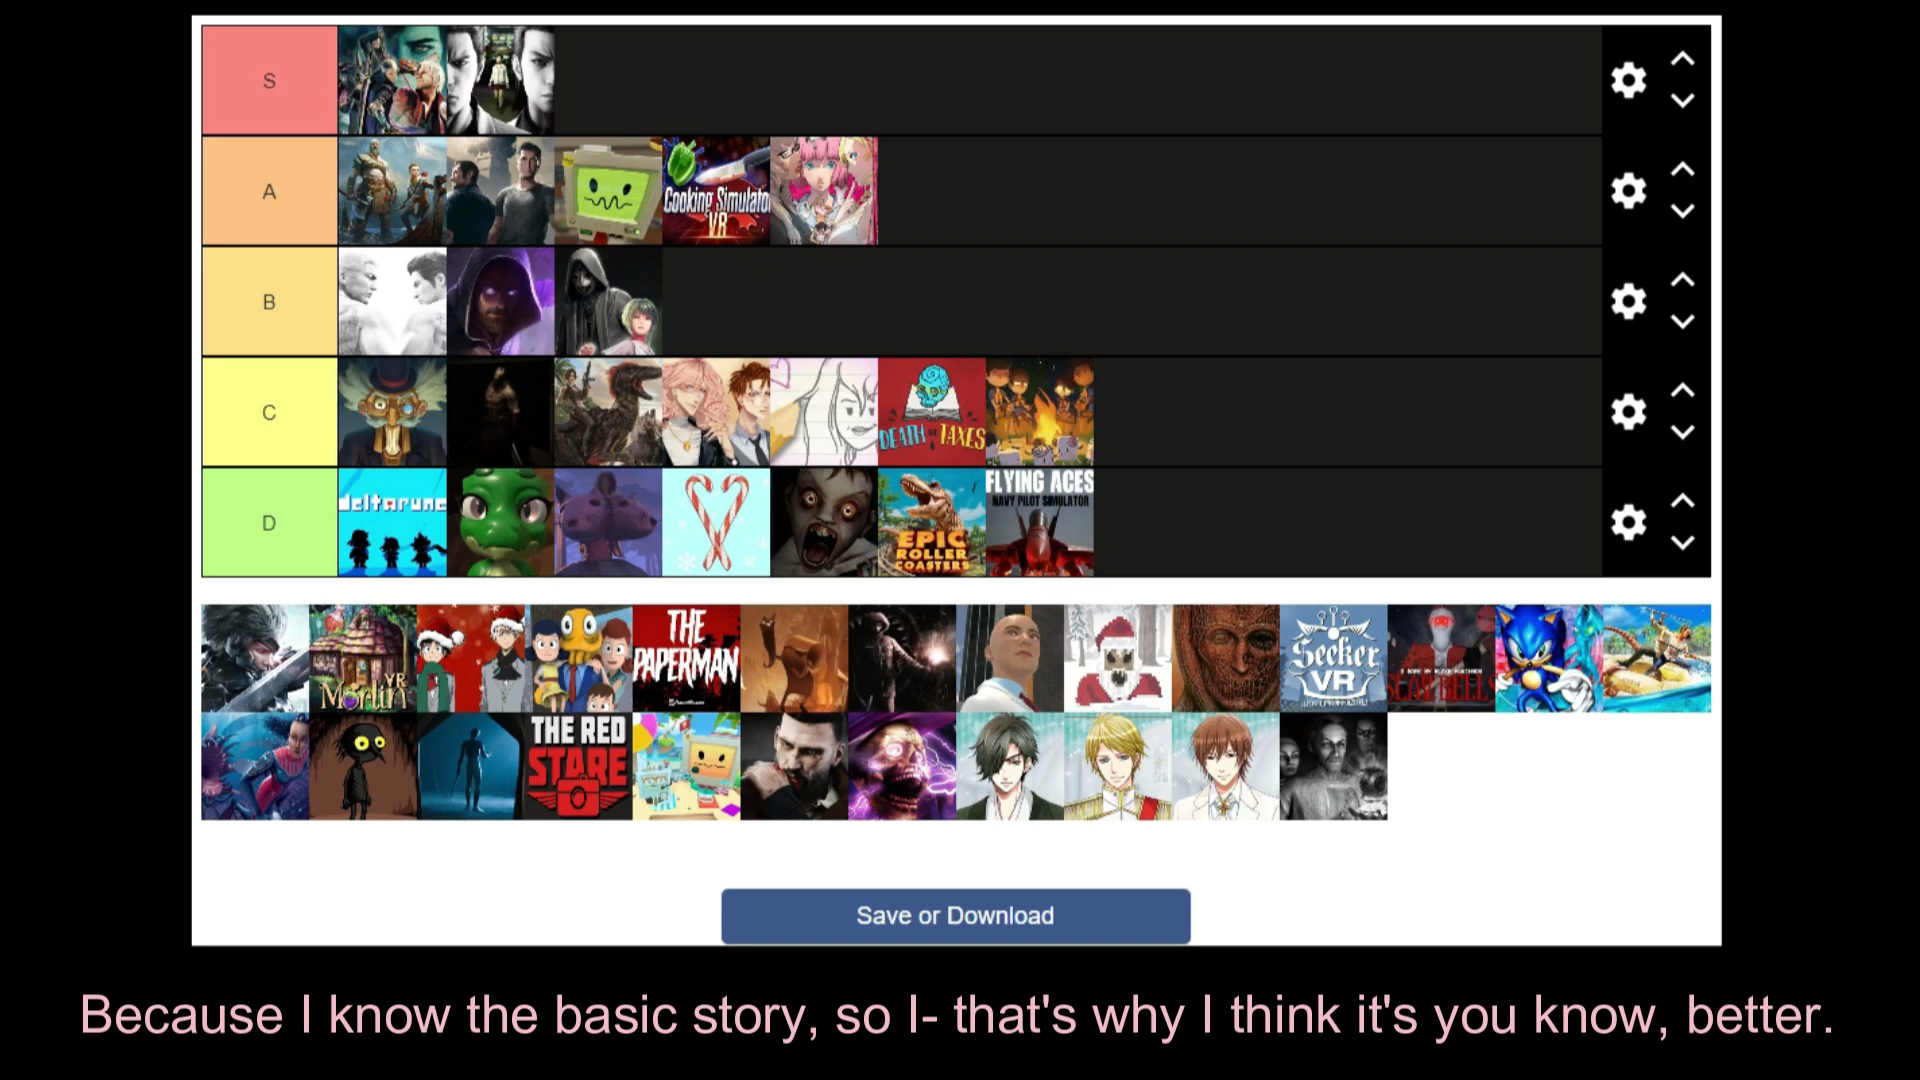 S
A
Cooking Simulator
VR
B
C
DEATH AND TAXES
D
deltarune
EPIC
ROLLER
COASTERS
FLYING ACES
NAVY PILOT SIMULATOR
Merlin VR
THE
PAPERMAN
Seeker
VR
THE RED
STARE
Save or Download
Because I know the basic story, so I- that's why I think it's you know, better.